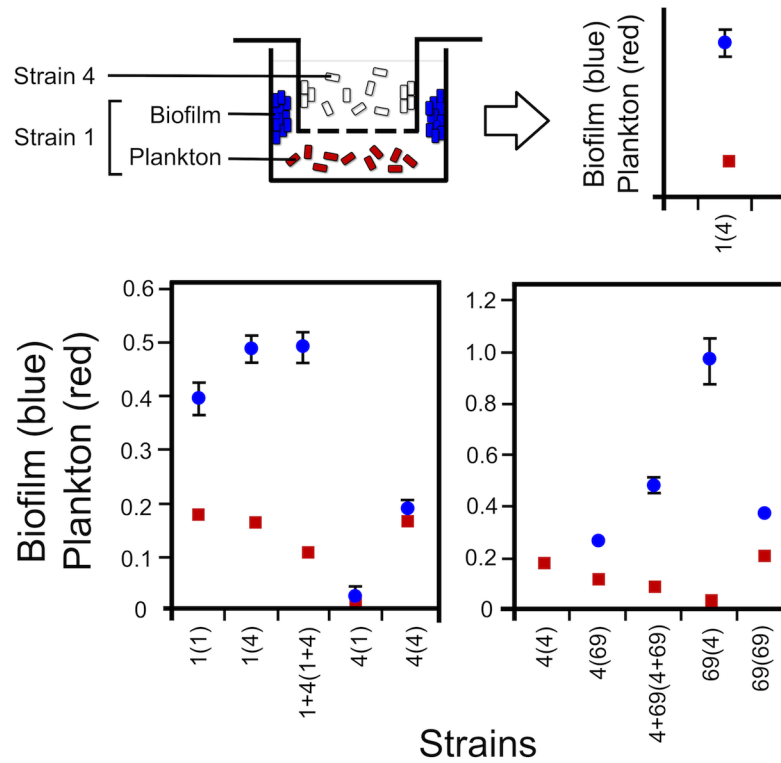 Strain 4
Biofilm
Strain 1
Plankton
Biofilm (blue)
Plankton (red)
1(4)
Biofilm (blue)
Plankton (red)
0.6
0.5
0.4
0.3
0.2
0.1
0
1(1)
1(4)
1+4(1+4)
4(1)
4(4)
1.2
1.0
0.8
0.6
0.4
0.2
0
4(4)
4(69)
4+69(4+69)
69(4)
69(69)
Strains